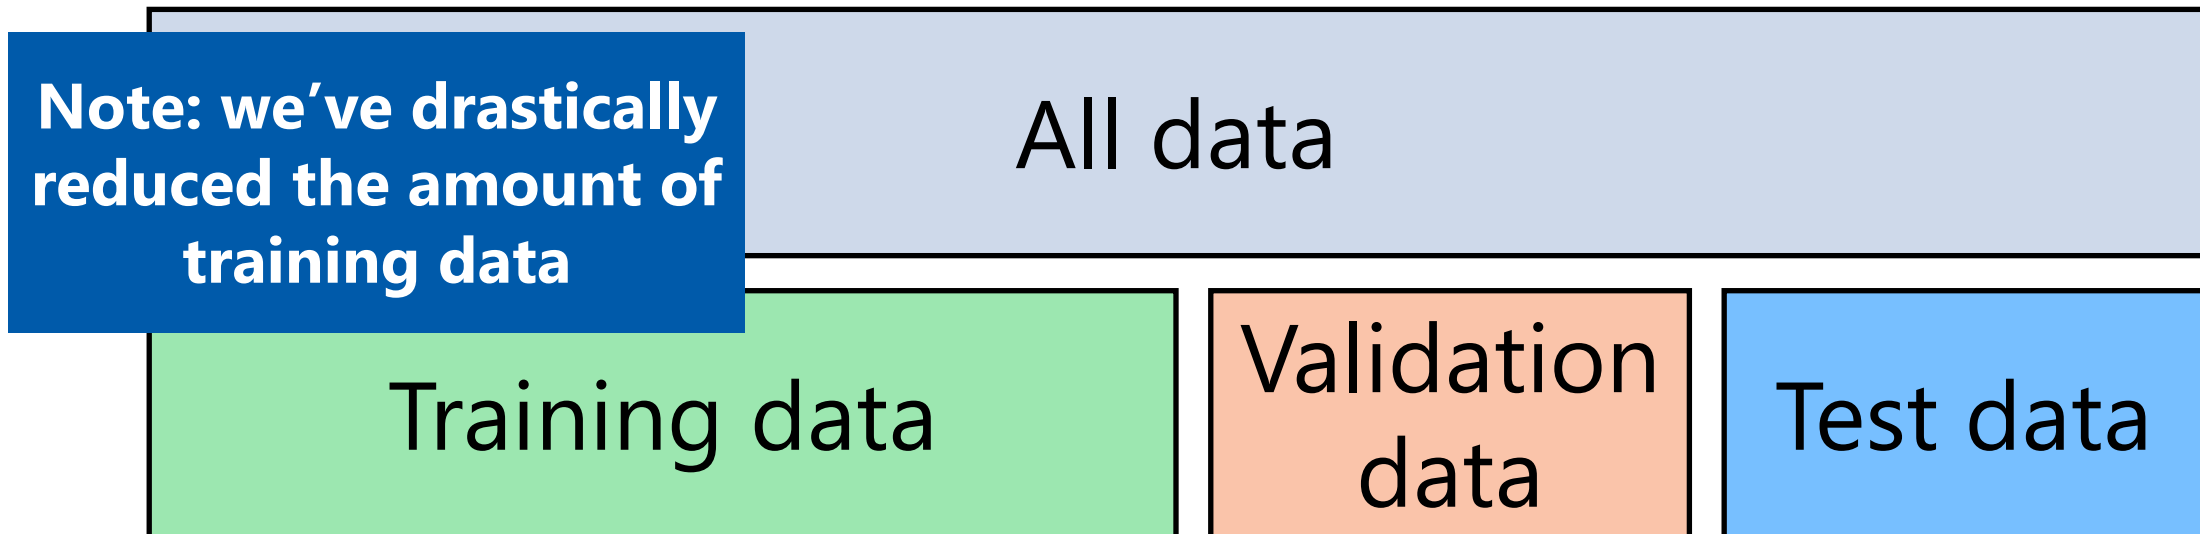 Note: we’ve drastically
reduced the amount of
training data
All data
Training data
Validation
data
Test data